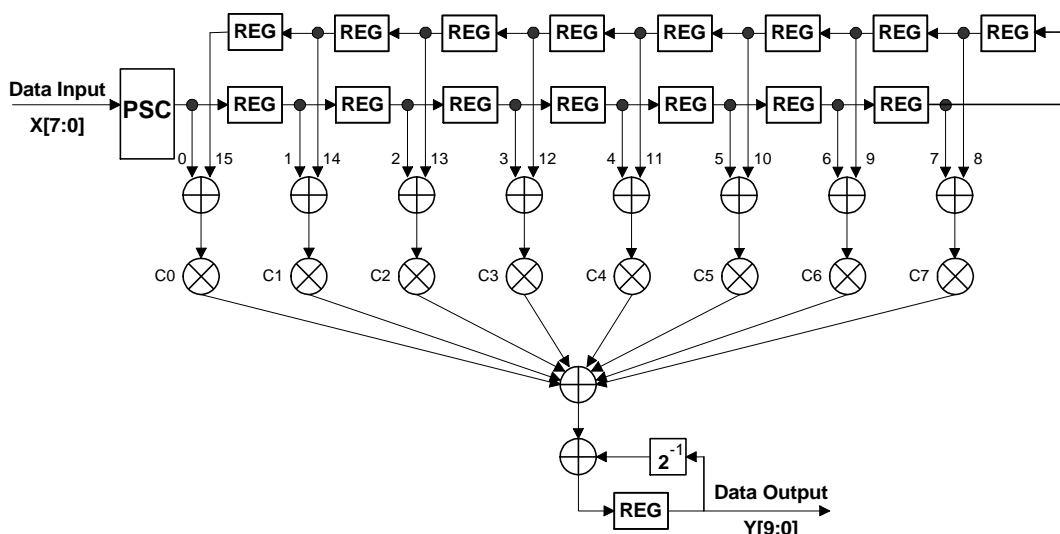 REG REG REG REG REG REG REG REG
Data Input
X[7:0]
PSC
REG REG REG REG REG REG REG
0 15 1 14 2 13 3 12 4 11 5 10 6 9 7 8
C0 C1 C2 C3 C4 C5 C6 C7
2-1
Data Output
REG
Y[9:0]